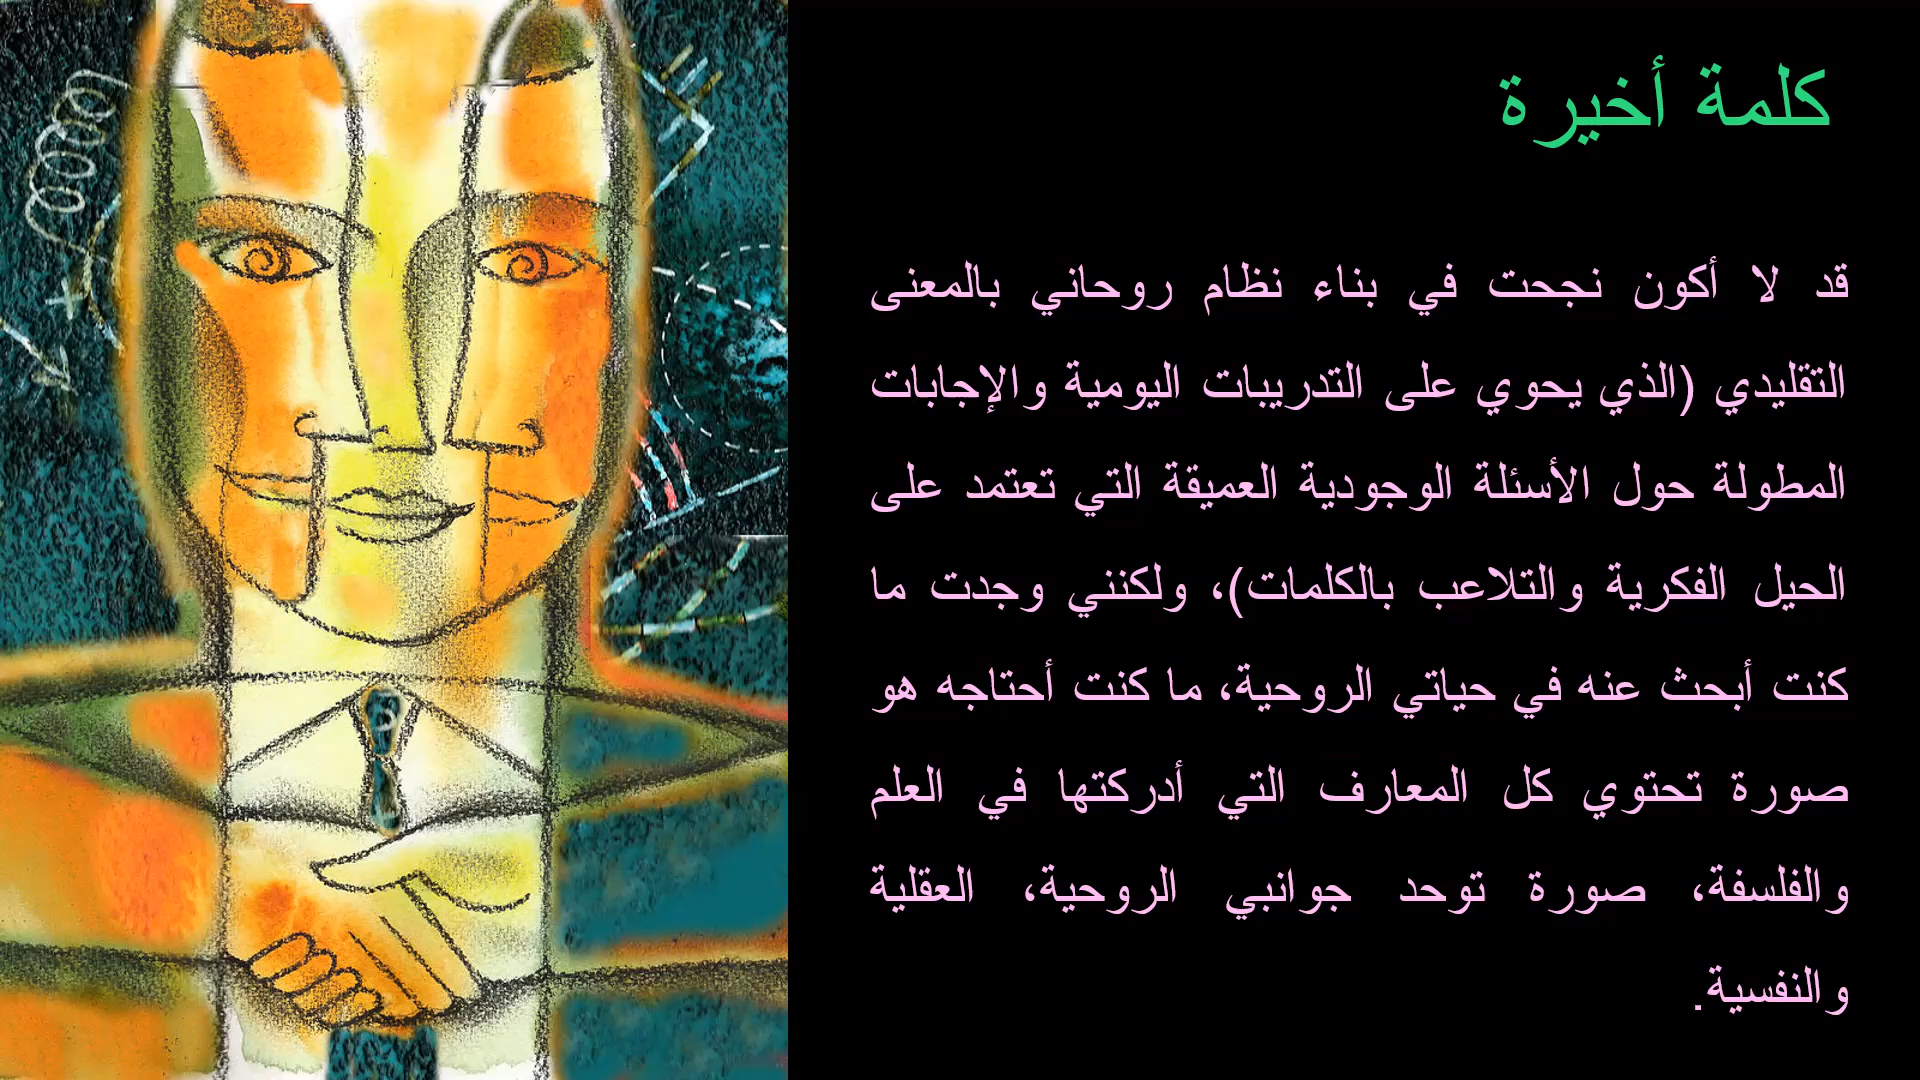 كلمة أخيرة
قد لا أكون نجحت في بناء نظام روحاني بالمعنى
التقليدي (الذي يحوي على التدريبات اليومية والإجابات
المطولة حول الأسئلة الوجودية العميقة التي تعتمد على
الحيل الفكرية والتلاعب بالكلمات)، ولكنني وجدت ما
كنت أبحث عنه في حياتي الروحية، ما كنت أحتاجه هو
صورة تحتوي كل المعارف التي أدركتها في العلم
والفلسفة، صورة توحد جوانبي الروحية، العقلية
والنفسية.